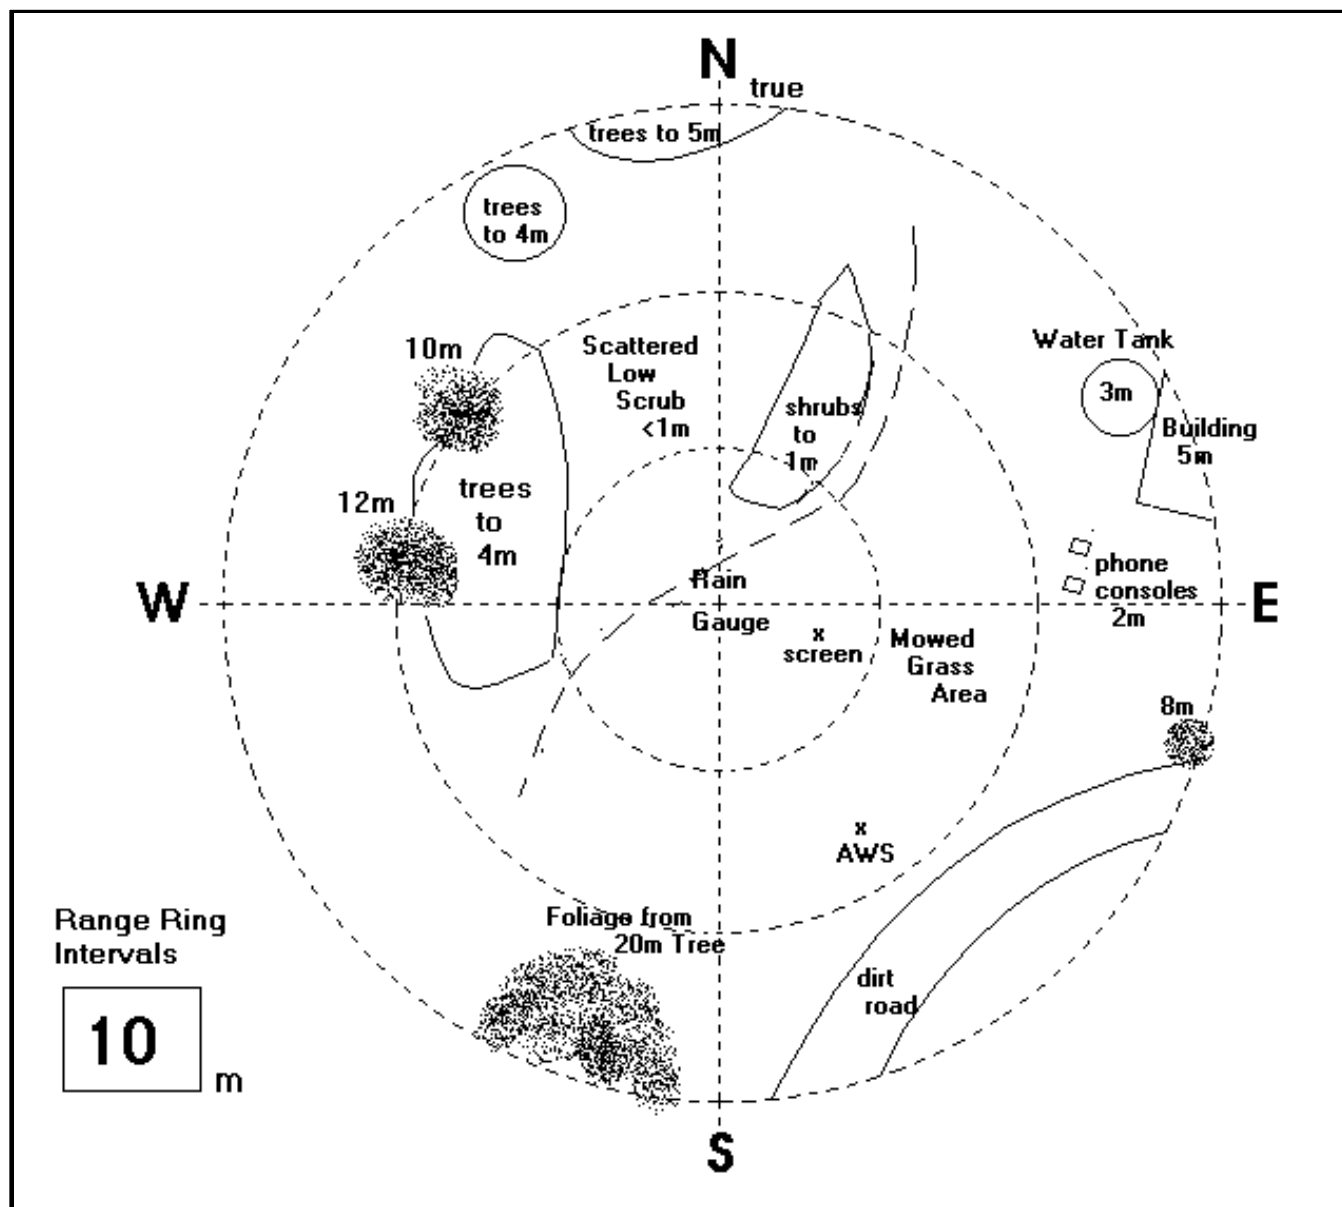 N
true
trees to 5m
trees
to 4m
Water Tank
3m
Building
5m
10m
Scattered
Low
Scrub
<1m
shrubs
to
1m
12m
trees
to
4m
phone
consoles
2m
W
E
Rain
Gauge
x
screen
Mowed
Grass
Area
8m
x
AWS
Foliage from
20m Tree
dirt
road
Range Ring
Intervals
10
m
S